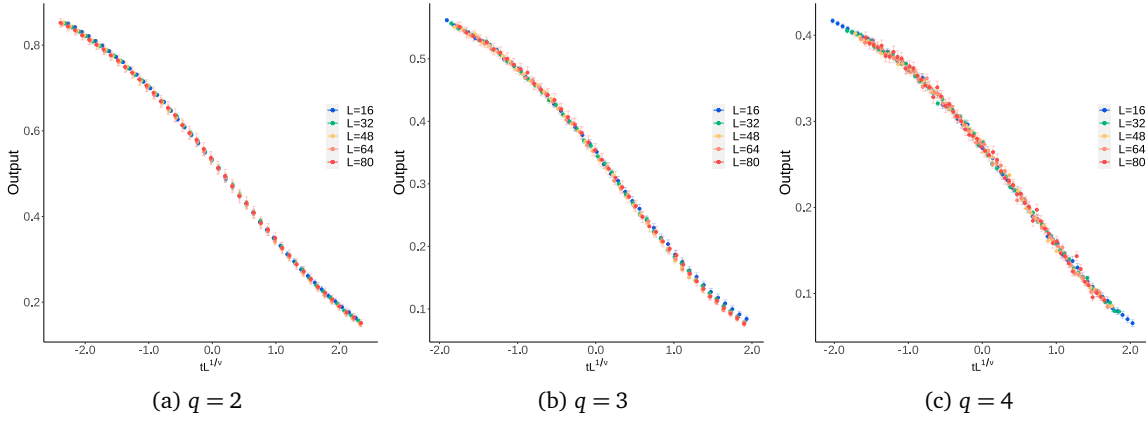 Output
0.8
0.6
0.4
0.2
-2.0
-1.0
0.0
1.0
2.0
tL^{1/ν}
L=16
L=32
L=48
L=64
L=80
(a) q = 2
Output
0.5
0.4
0.3
0.2
0.1
-2.0
-1.0
0.0
1.0
2.0
tL^{1/ν}
L=16
L=32
L=48
L=64
L=80
(b) q = 3
Output
0.4
0.3
0.2
0.1
-2.0
-1.0
0.0
1.0
2.0
tL^{1/ν}
L=16
L=32
L=48
L=64
L=80
(c) q = 4